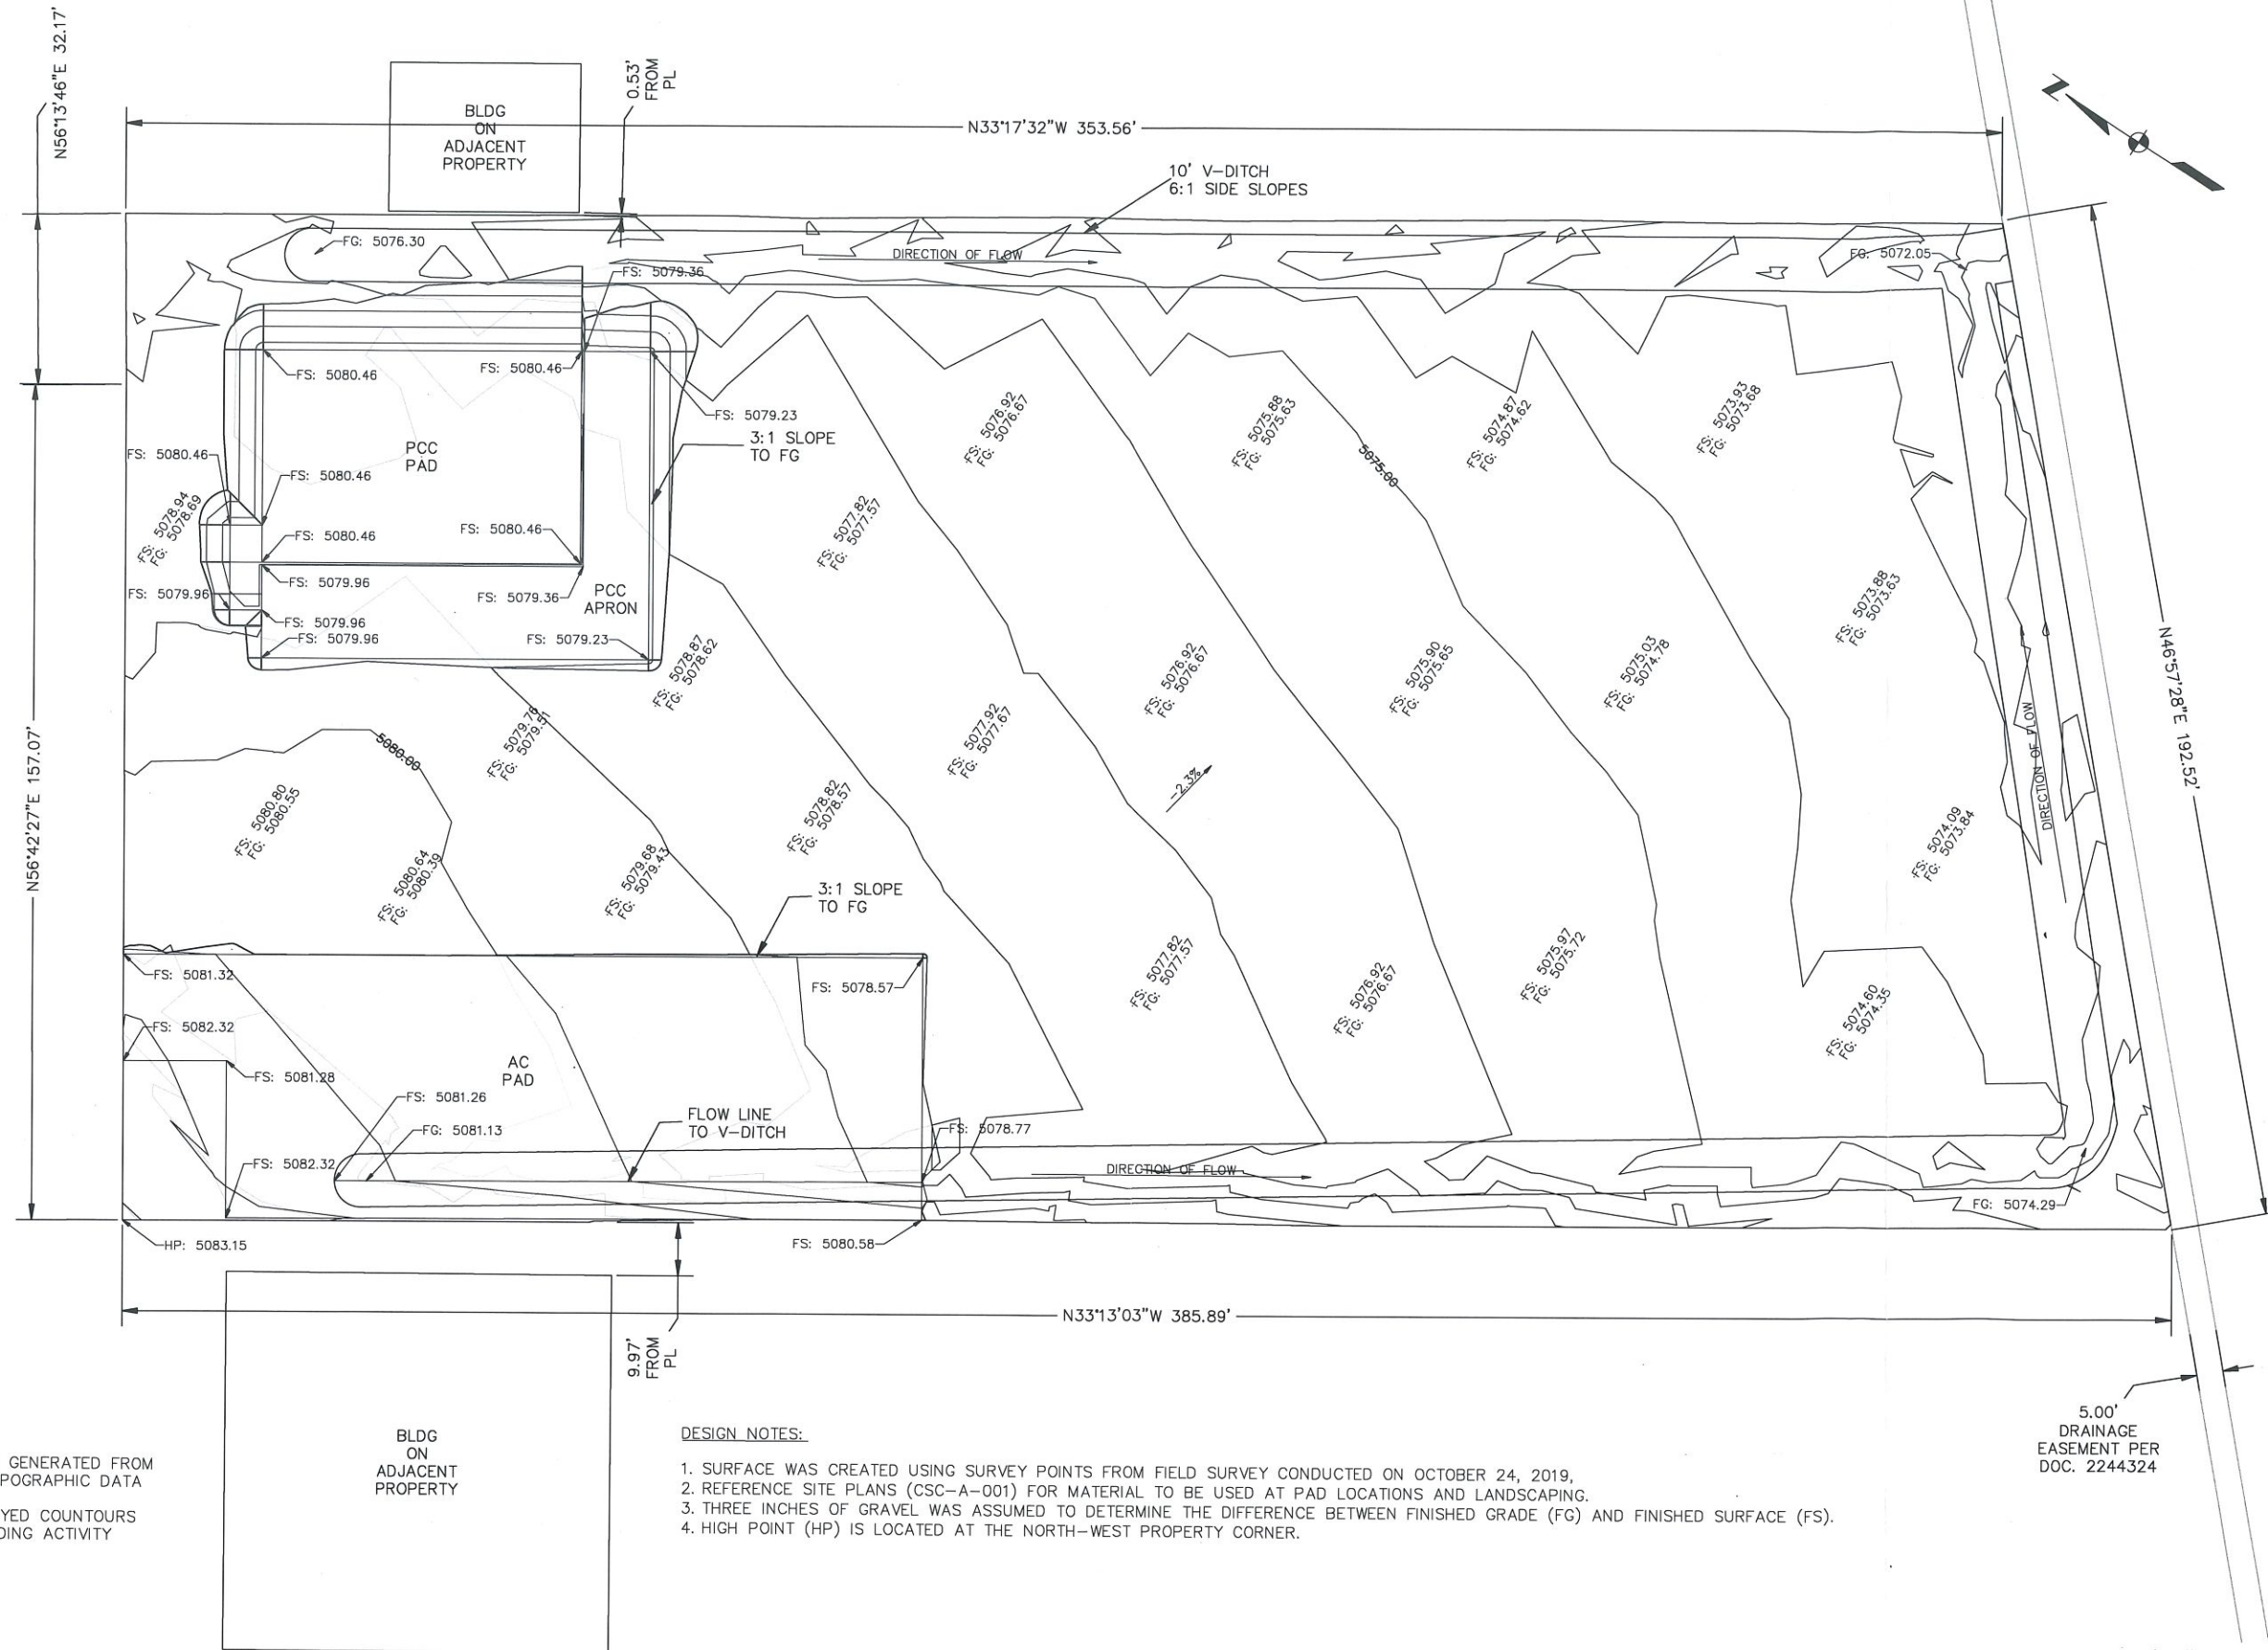 N56°13'46"E 32.17'
BLDG
ON
ADJACENT
PROPERTY
0.53'
FROM
PL
N33°17'32"W 353.56'
10' V-DITCH
6:1 SIDE SLOPES
Z
FG: 5076.30
DIRECTION OF FLOW
FG: 5072.05
FS: 5079.36
FS: 5080.46
FS: 5080.46
FS: 5079.23
3:1 SLOPE
TO FG
PCC
PAD
FS: 5080.46
FS: 5080.46
FS: 5078.94
FG: 5078.69
FS: 5080.46
FS: 5080.46
FS: 5079.96
FS: 5079.96
FS: 5079.36
PCC
APRON
FS: 5079.96
FS: 5079.96
FS: 5079.23
FS: 5076.92
FG: 5076.67
FS: 5075.88
FG: 5075.63
5075.00
FS: 5074.87
FG: 5074.62
FS: 5073.93
FG: 5073.68
FS: 5077.82
FG: 5077.57
FS: 5073.88
FG: 5073.63
FS: 5078.87
FG: 5078.62
FS: 5076.92
FG: 5076.67
FS: 5075.90
FG: 5075.65
FS: 5075.03
FG: 5074.78
N46°57'28"E 192.52'
FS: 5079.76
FG: 5079.51
FS: 5077.92
FG: 5077.67
DIRECTION OF FLOW
5080.00
-2.3%
N56°42'27"E 157.07'
FS: 5080.80
FG: 5080.55
FS: 5078.82
FG: 5078.57
FS: 5080.64
FG: 5080.39
FS: 5079.68
FG: 5079.43
FS: 5074.09
FG: 5073.84
3:1 SLOPE
TO FG
FS: 5077.82
FG: 5077.57
FS: 5076.92
FG: 5076.67
FS: 5075.97
FG: 5075.72
FS: 5074.60
FG: 5074.35
FS: 5081.32
FS: 5078.57
FS: 5082.32
AC
PAD
FS: 5081.28
FS: 5081.26
FG: 5081.13
FLOW LINE
TO V-DITCH
FS: 5078.77
FS: 5082.32
DIRECTION OF FLOW
FG: 5074.29
HP: 5083.15
FS: 5080.58
N33°13'03"W 385.89'
9.97'
FROM
PL
BLDG
ON
ADJACENT
PROPERTY
5.00'
DRAINAGE
EASEMENT PER
DOC. 2244324
GENERATED FROM
POGRAPHIC DATA
YED COUNTOURS
DING ACTIVITY
DESIGN NOTES:
1. SURFACE WAS CREATED USING SURVEY POINTS FROM FIELD SURVEY CONDUCTED ON OCTOBER 24, 2019,
2. REFERENCE SITE PLANS (CSC-A-001) FOR MATERIAL TO BE USED AT PAD LOCATIONS AND LANDSCAPING.
3. THREE INCHES OF GRAVEL WAS ASSUMED TO DETERMINE THE DIFFERENCE BETWEEN FINISHED GRADE (FG) AND FINISHED SURFACE (FS).
4. HIGH POINT (HP) IS LOCATED AT THE NORTH-WEST PROPERTY CORNER.